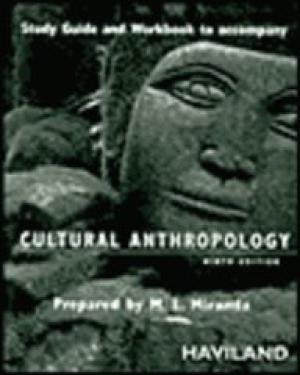 Study Guide and Workbook to accompany
CULTURAL ANTHROPOLOGY
NINTH EDITION
Prepared by M. L. Miranda
HAVILAND